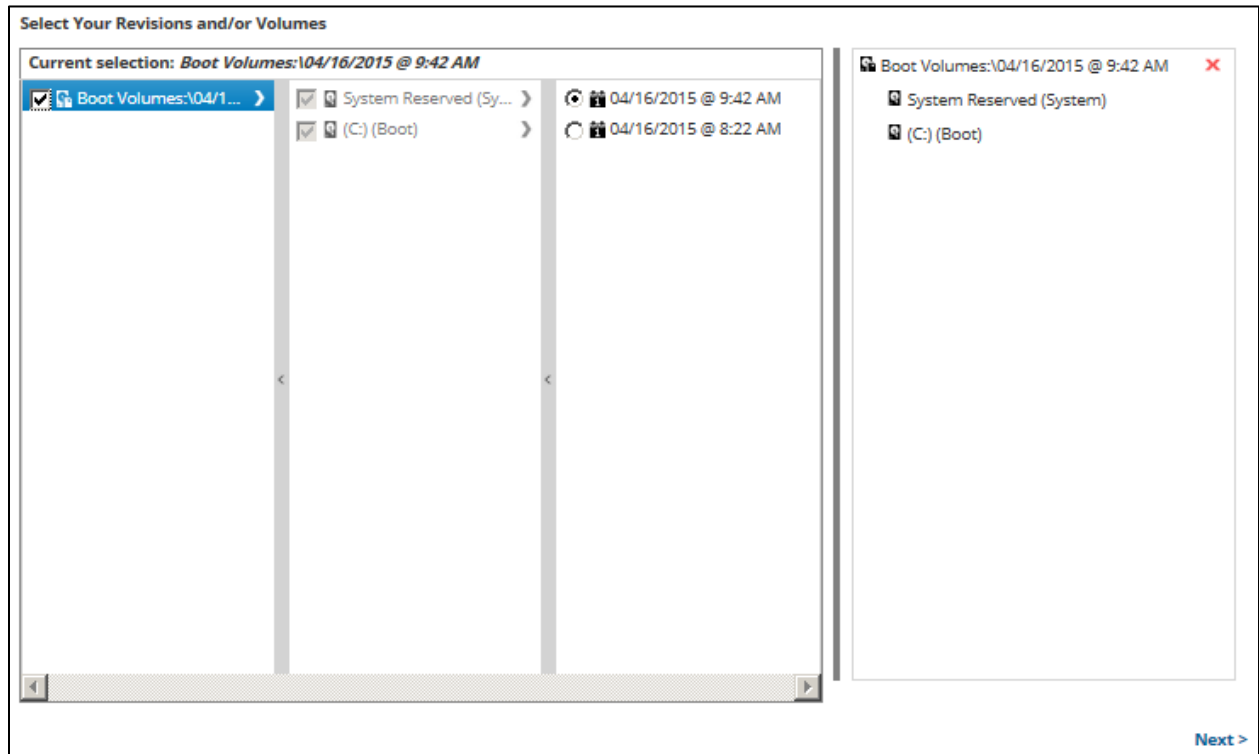 Select Your Revisions and/or Volumes
Current selection: Boot Volumes:\04/16/2015 @ 9:42 AM
Boot Volumes:\04/1... ❯
System Reserved (Sy... ❯
(C:) (Boot) ❯
04/16/2015 @ 9:42 AM
04/16/2015 @ 8:22 AM
Boot Volumes:\04/16/2015 @ 9:42 AM
System Reserved (System)
(C:) (Boot)
Next >